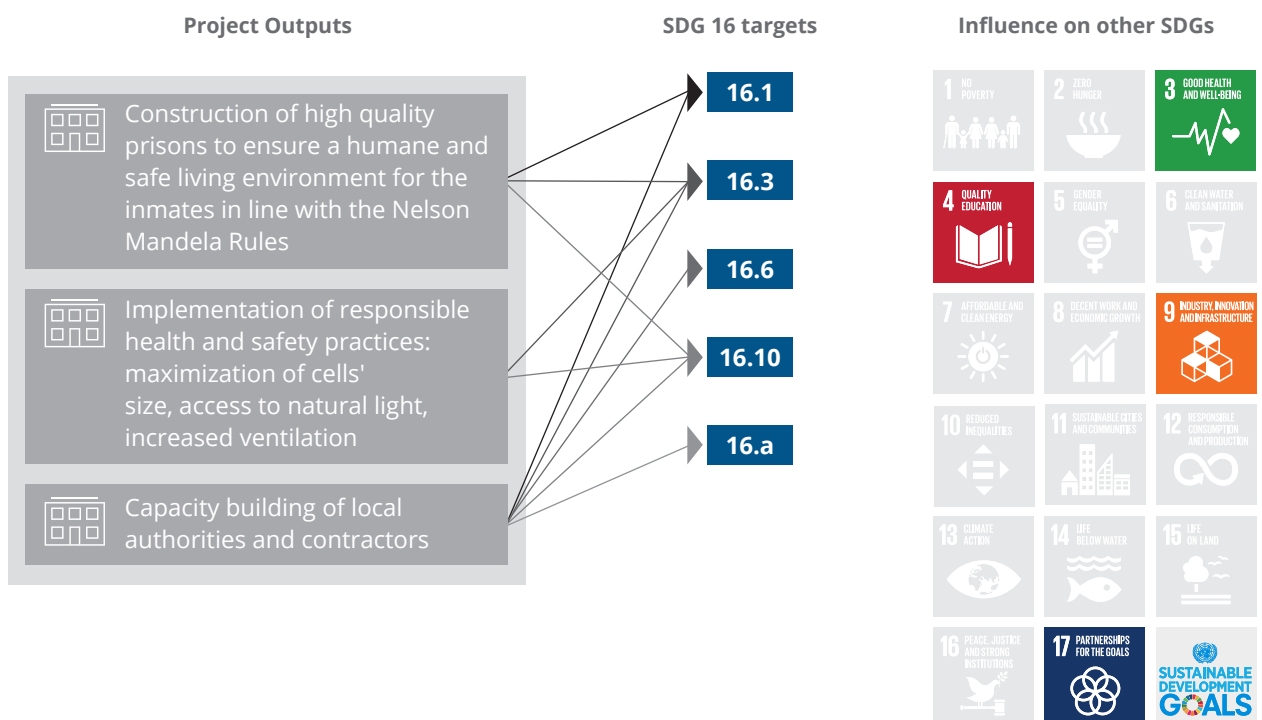 Project Outputs
SDG 16 targets
Influence on other SDGs
Construction of high quality
prisons to ensure a humane and
safe living environment for the
inmates in line with the Nelson
Mandela Rules
Implementation of responsible
health and safety practices:
maximization of cells'
size, access to natural light,
increased ventilation
Capacity building of local
authorities and contractors
16.1
16.3
16.6
16.10
16.a
1 NO
POVERTY
2 ZERO
HUNGER
3 GOOD HEALTH
AND WELL-BEING
4 QUALITY
EDUCATION
5 GENDER
EQUALITY
6 CLEAN WATER
AND SANITATION
7 AFFORDABLE AND
CLEAN ENERGY
8 DECENT WORK AND
ECONOMIC GROWTH
9 INDUSTRY, INNOVATION
AND INFRASTRUCTURE
10 REDUCED
INEQUALITIES
11 SUSTAINABLE CITIES
AND COMMUNITIES
12 RESPONSIBLE
CONSUMPTION
AND PRODUCTION
13 CLIMATE
ACTION
14 LIFE
BELOW WATER
15 LIFE
ON LAND
16 PEACE, JUSTICE
AND STRONG
INSTITUTIONS
17 PARTNERSHIPS
FOR THE GOALS
SUSTAINABLE
DEVELOPMENT
GOALS